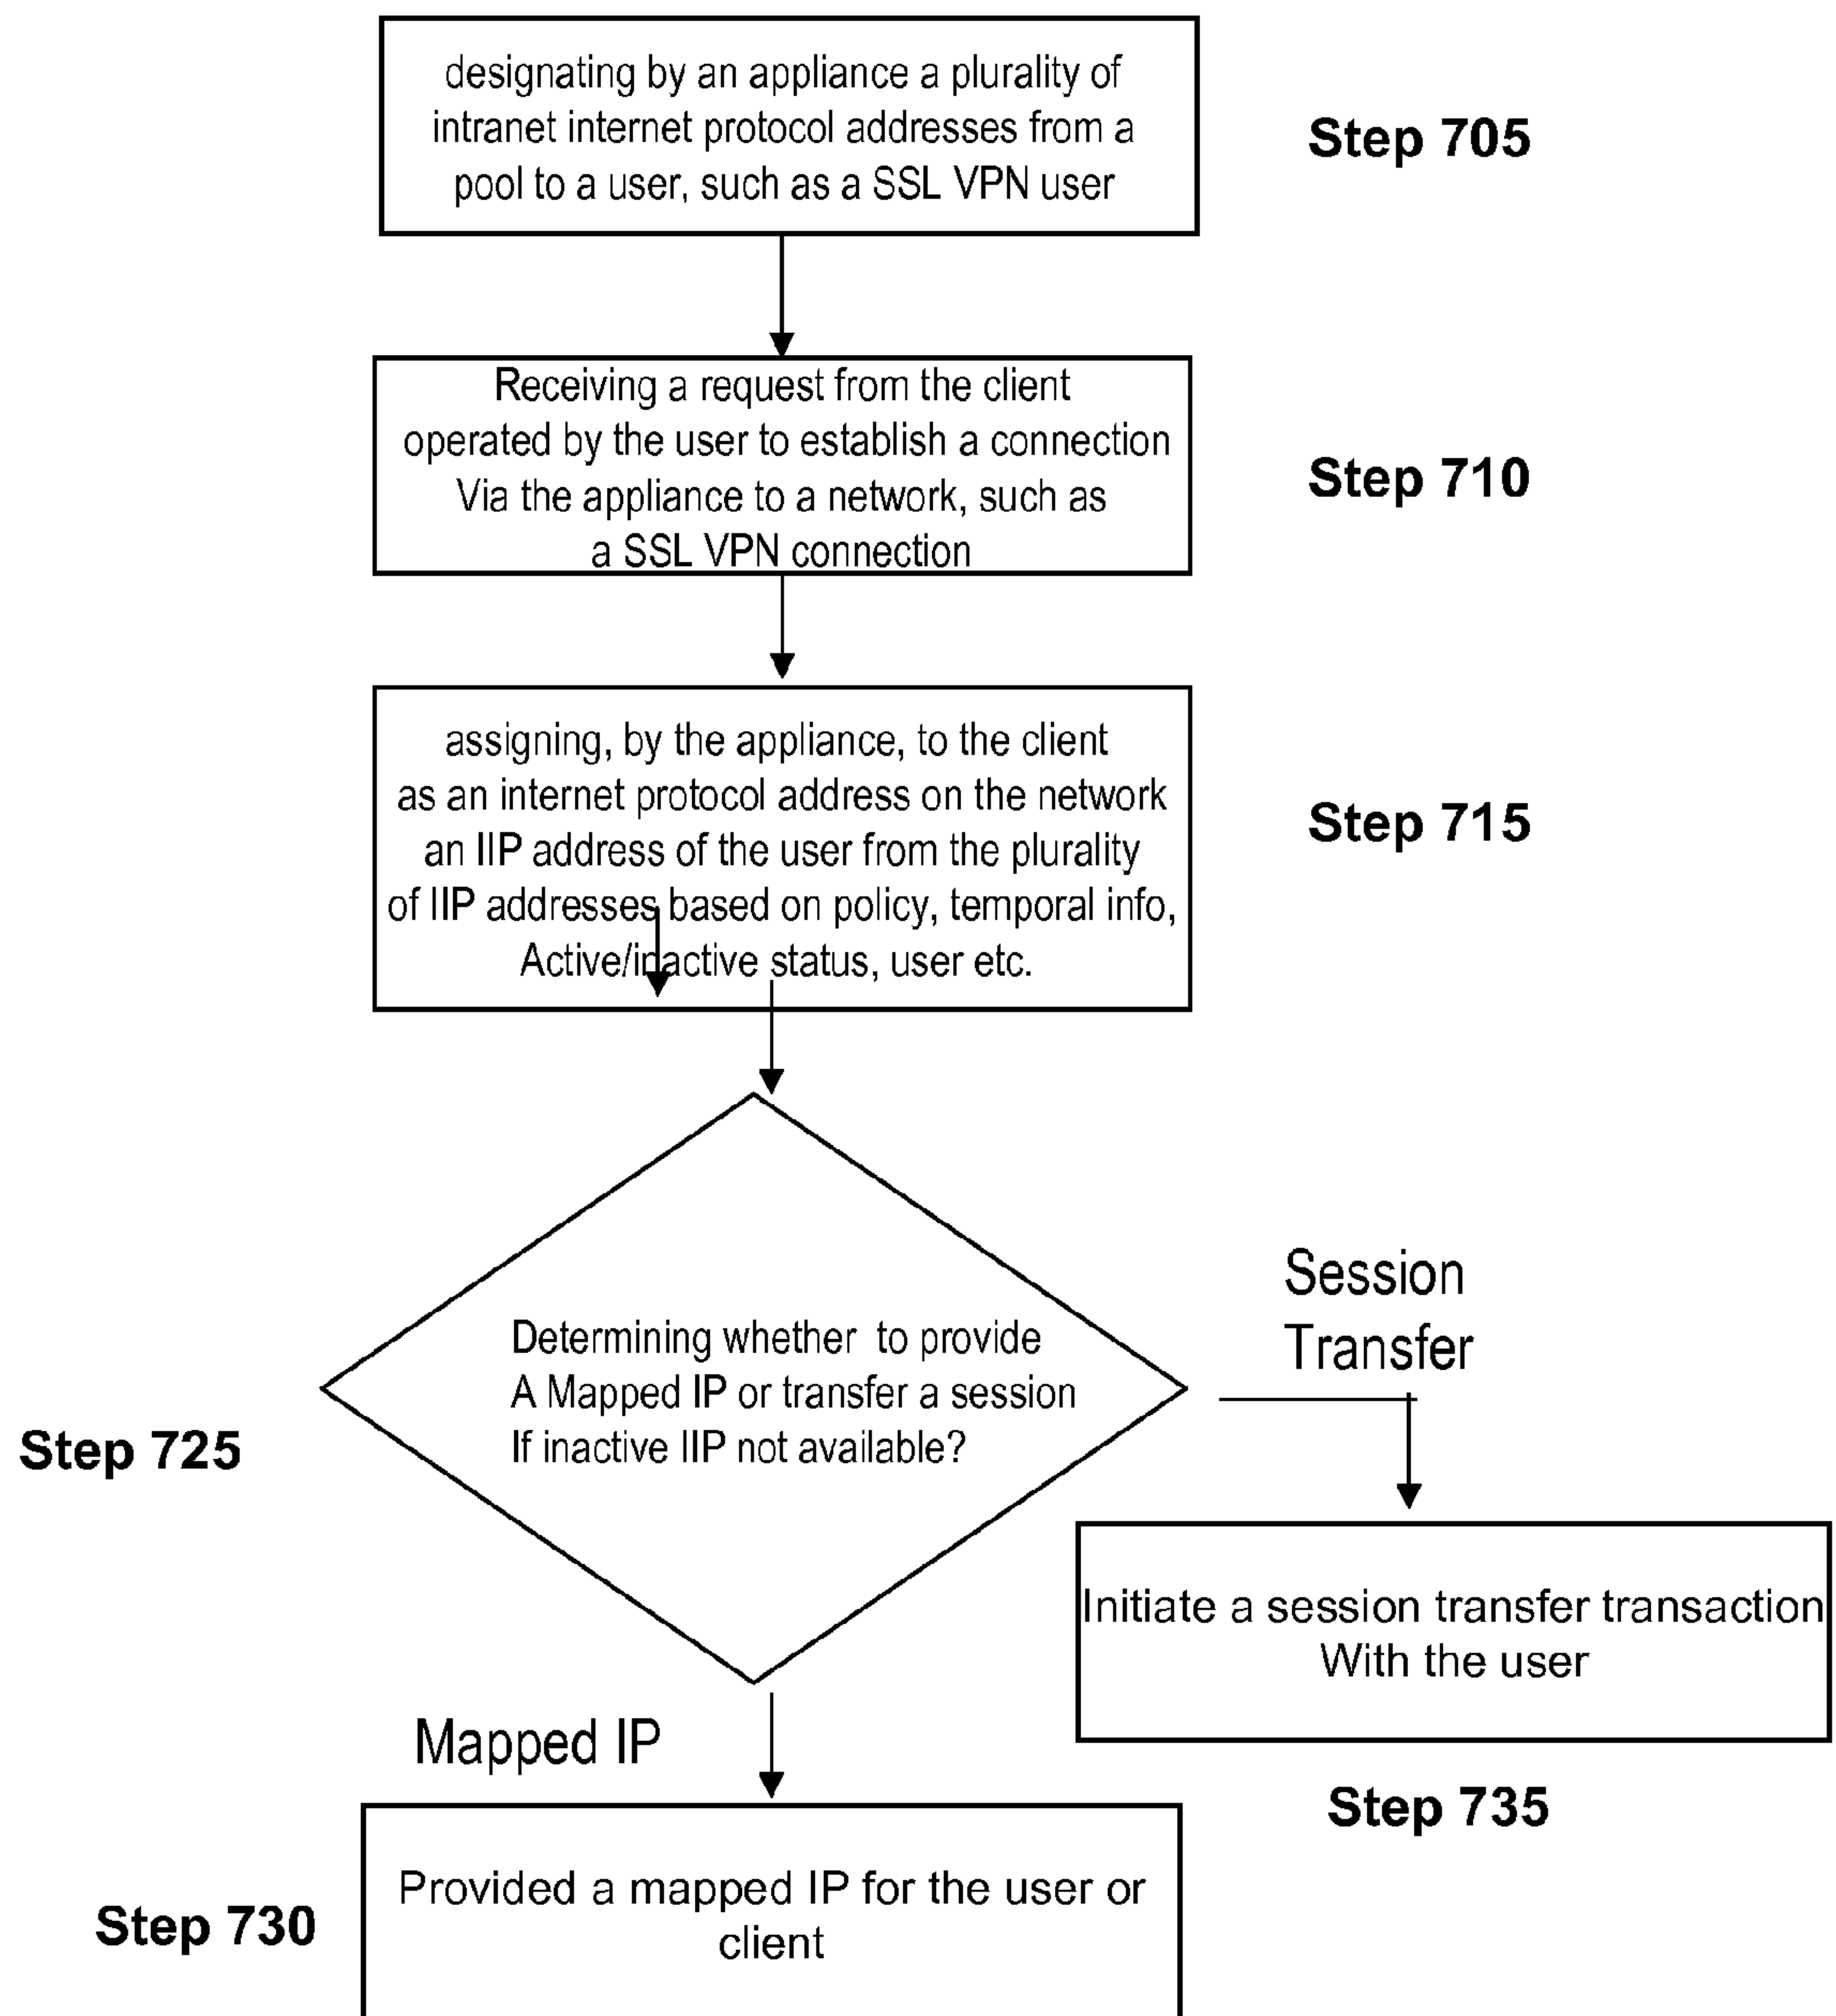 designating by an appliance a plurality of
intranet internet protocol addresses from a
pool to a user, such as a SSL VPN user
Step 705
Receiving a request from the client
operated by the user to establish a connection
Via the appliance to a network, such as
a SSL VPN connection
Step 710
assigning, by the appliance, to the client
as an internet protocol address on the network
an IIP address of the user from the plurality
of IIP addresses based on policy, temporal info,
Active/inactive status, user etc.
Step 715
Determining whether to provide
A Mapped IP or transfer a session
If inactive IIP not available?
Step 725
Session
Transfer
Initiate a session transfer transaction
With the user
Step 735
Mapped IP
Provided a mapped IP for the user or
client
Step 730